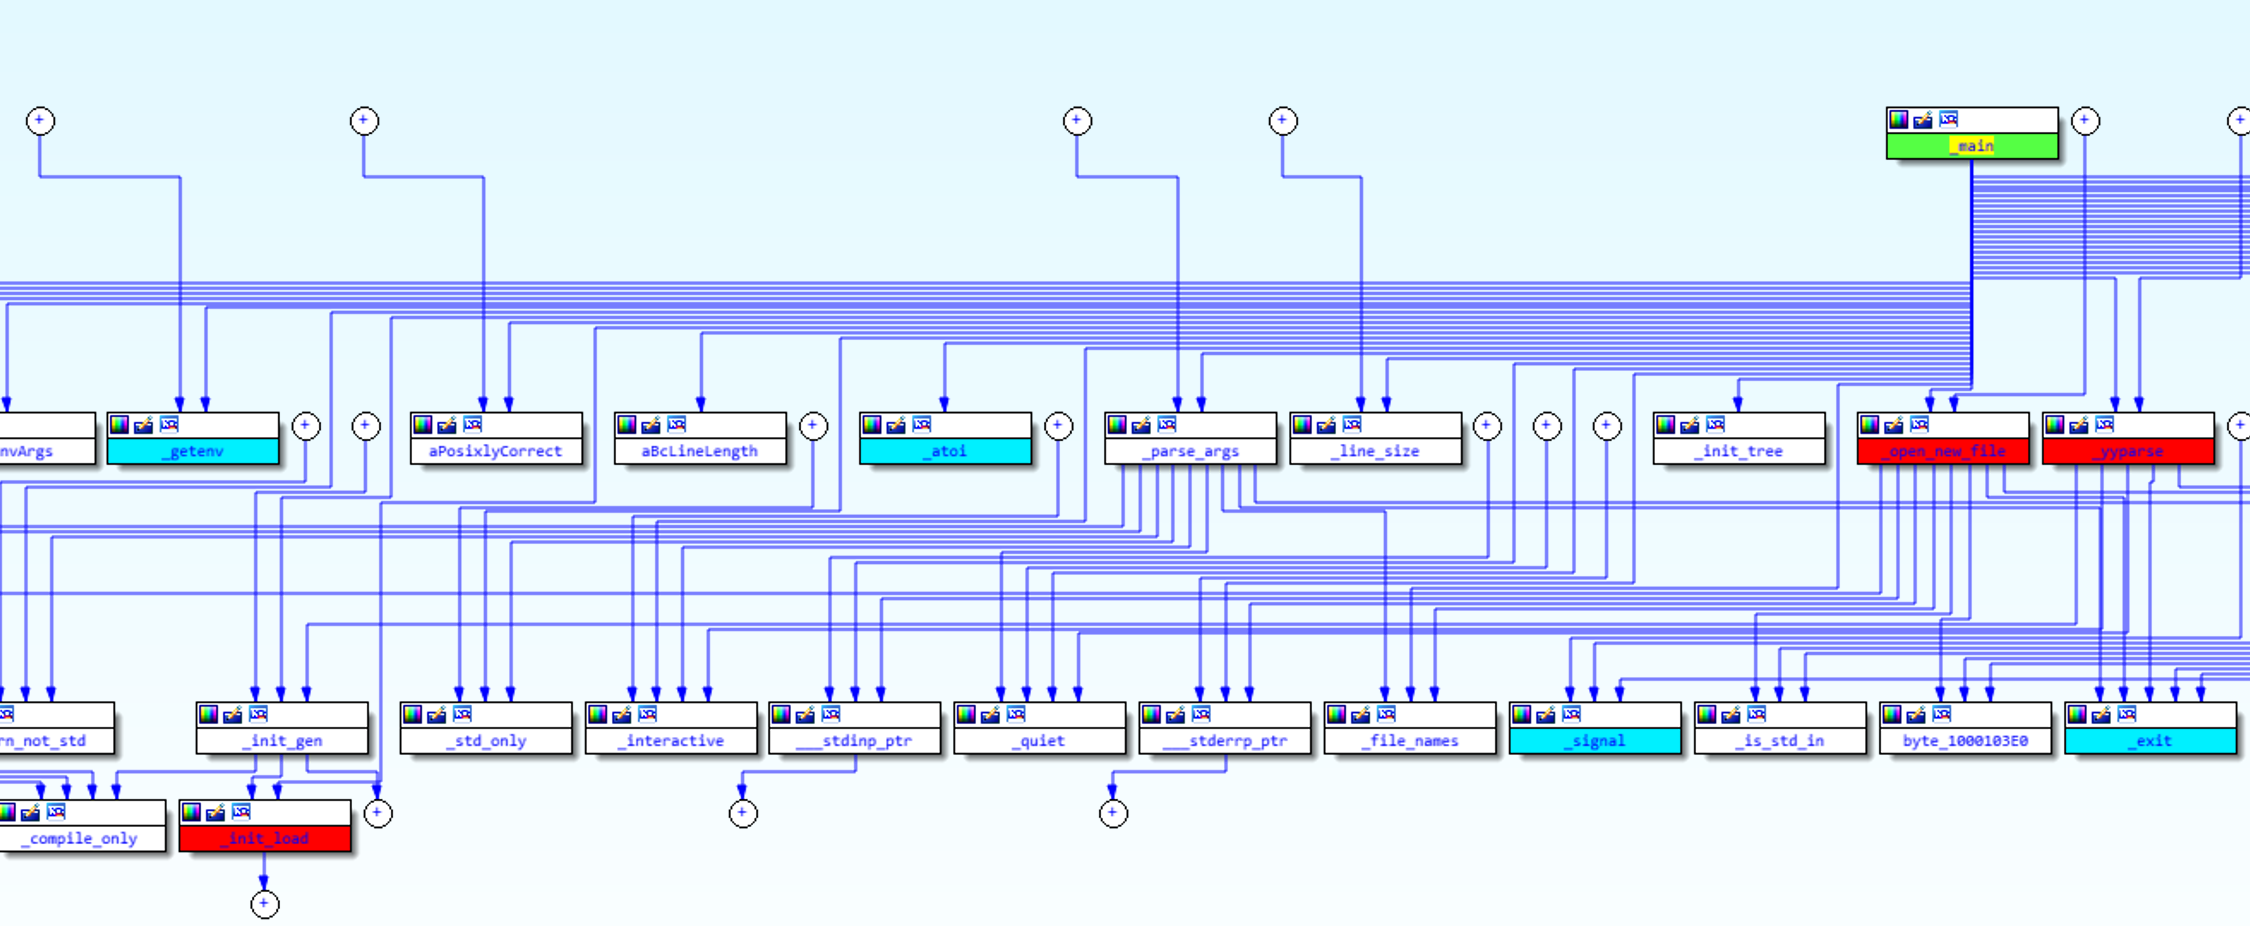 _main
nvArgs
_getenv
aPosixlyCorrect
aBcLineLength
_atoi
_parse_args
_line_size
_init_tree
_open_new_file
_yyparse
rn_not_std
_init_gen
_std_only
_interactive
___stdinp_ptr
_quiet
___stderrp_ptr
_file_names
_signal
_is_std_in
byte_1000103E0
_exit
_compile_only
_init_load